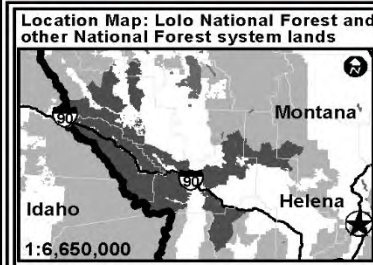 Location Map: Lolo National Forest and
other National Forest system lands
N
Montana
90
90
Idaho
Helena
1:6,650,000